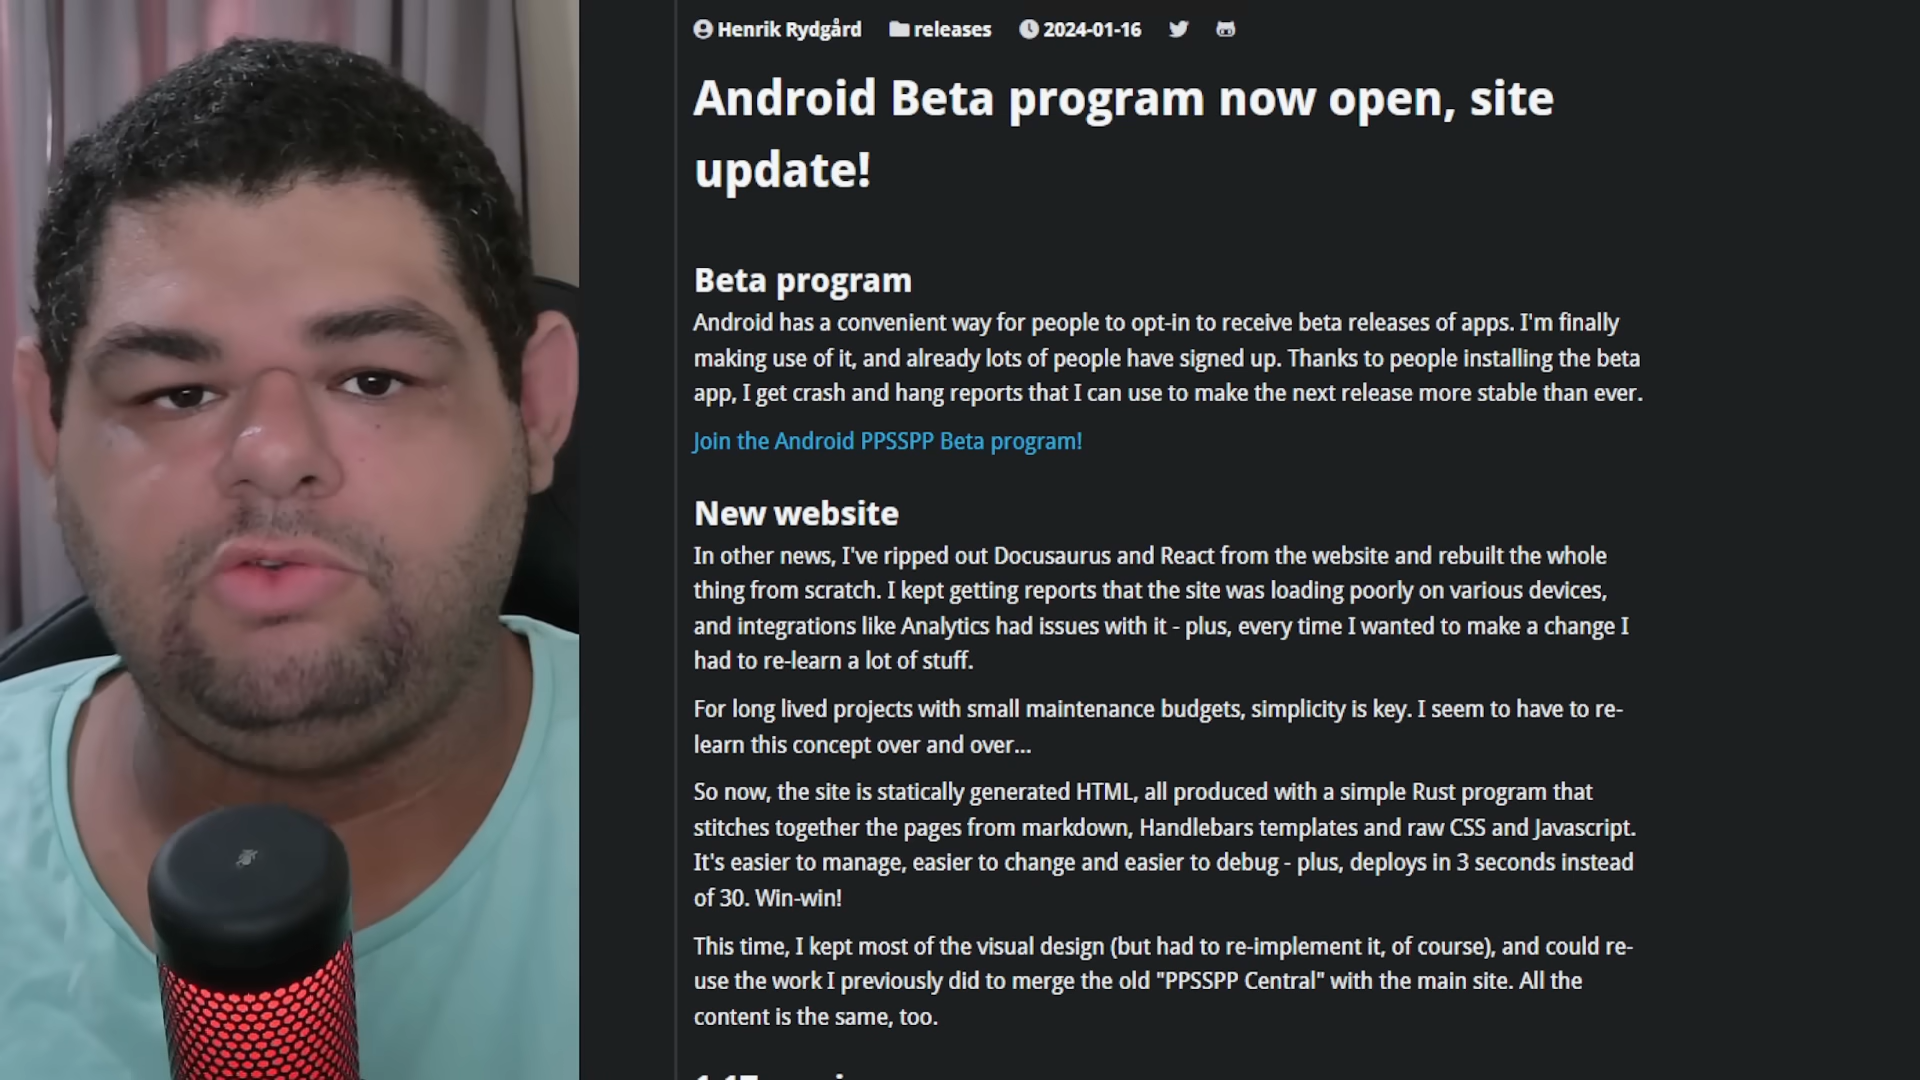 Henrik Rydgård releases 2024-01-16
Android Beta program now open, site
update!
Beta program
Android has a convenient way for people to opt-in to receive beta releases of apps. I'm finally
making use of it, and already lots of people have signed up. Thanks to people installing the beta
app, I get crash and hang reports that I can use to make the next release more stable than ever.
Join the Android PPSSPP Beta program!
New website
In other news, I've ripped out Docusaurus and React from the website and rebuilt the whole
thing from scratch. I kept getting reports that the site was loading poorly on various devices,
and integrations like Analytics had issues with it - plus, every time I wanted to make a change I
had to re-learn a lot of stuff.
For long lived projects with small maintenance budgets, simplicity is key. I seem to have to re-
learn this concept over and over...
So now, the site is statically generated HTML, all produced with a simple Rust program that
stitches together the pages from markdown, Handlebars templates and raw CSS and Javascript.
It's easier to manage, easier to change and easier to debug - plus, deploys in 3 seconds instead
of 30. Win-win!
This time, I kept most of the visual design (but had to re-implement it, of course), and could re-
use the work I previously did to merge the old "PPSSPP Central" with the main site. All the
content is the same, too.